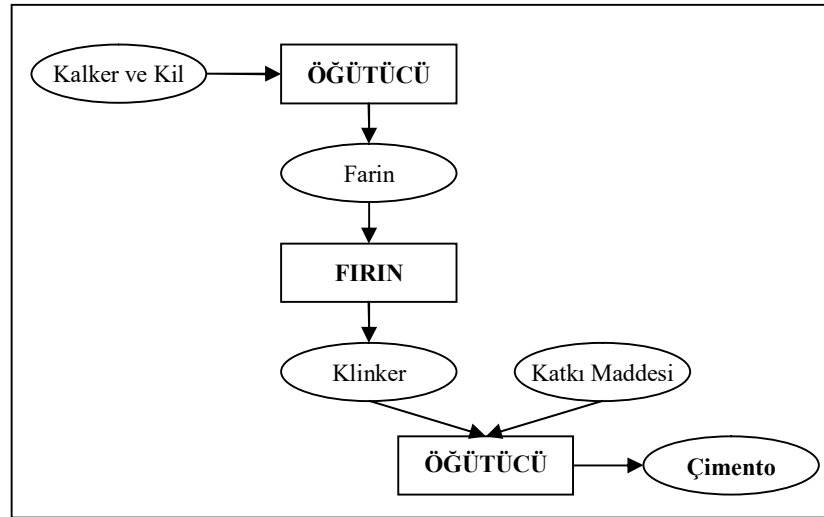 Kalker ve Kil
ÖĞÜTÜCÜ
Farin
FIRIN
Klinker
Katkı Maddesi
ÖĞÜTÜCÜ
Çimento